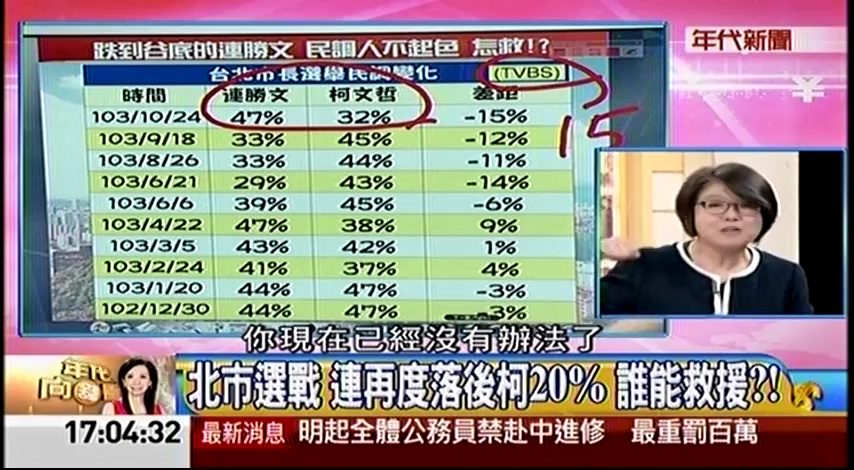 跌到谷底的連勝文 民調人不起色 怎救!?
年代新聞
台北市長選舉民調變化 (TVBS)
時間 連勝文 柯文哲 差距
103/10/24 47% 32% -15%
103/9/18 33% 45% -12%
103/8/26 33% 44% -11%
103/6/21 29% 43% -14%
103/6/6 39% 45% -6%
103/4/22 47% 38% 9%
103/3/5 43% 42% 1%
103/2/24 41% 37% 4%
103/1/20 44% 47% -3%
102/12/30 44% 47% -3%
15
¥
你現在已經沒有辦法了
年代
向錢
北市選戰 連再度落後柯20% 誰能救援?!
17:04:32 最新消息 明起全體公務員禁赴中進修 最重罰百萬